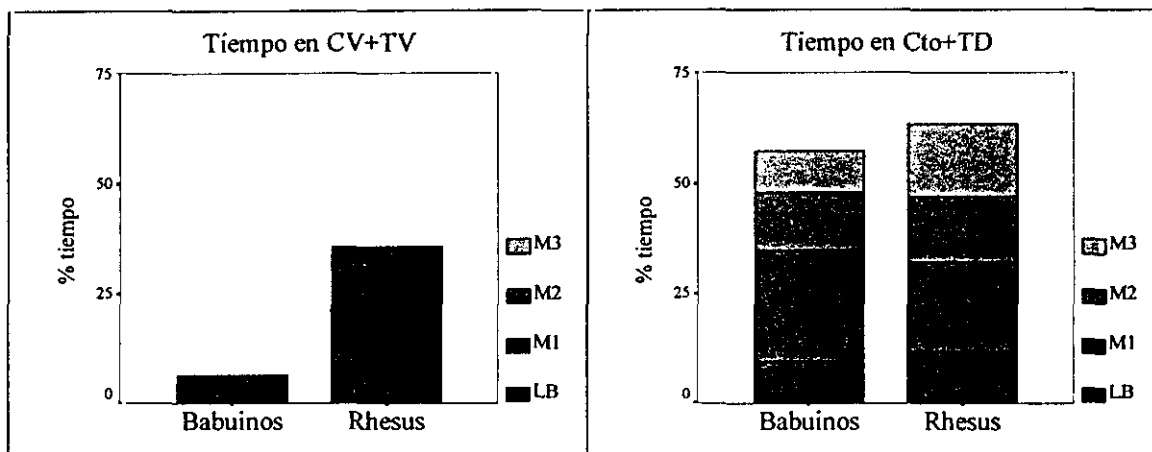 Tiempo en CV+TV
75
50
25
0
% tiempo
Babuinos
Rhesus
M3
M2
M1
LB
Tiempo en Cto+TD
75
50
25
0
% tiempo
Babuinos
Rhesus
M3
M2
M1
LB